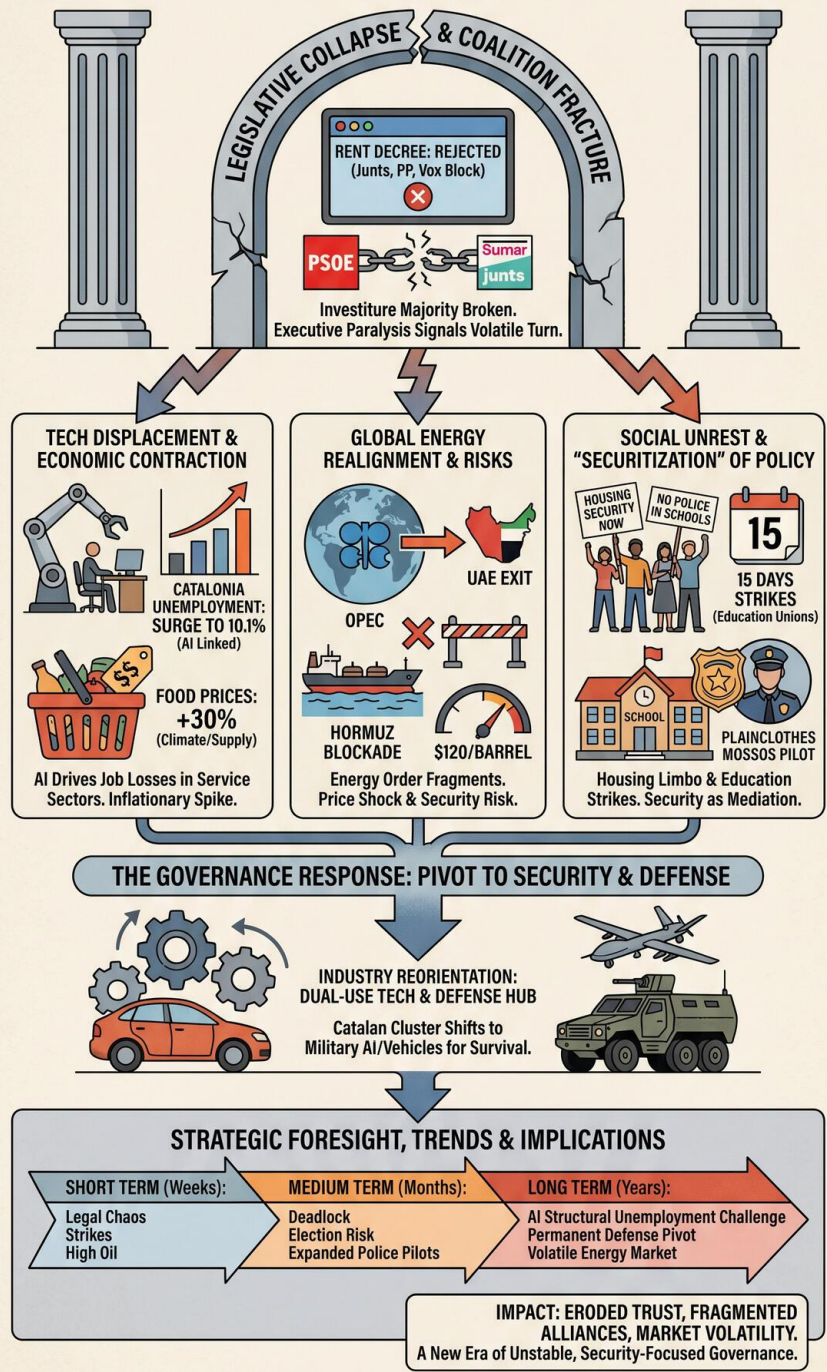 LEGISLATIVE COLLAPSE & COALITION FRACTURE
RENT DECREE: REJECTED
(Junts, PP, Vox Block)
PSOE
Sumar
junts
Investiture Majority Broken.
Executive Paralysis Signals Volatile Turn.
TECH DISPLACEMENT &
ECONOMIC CONTRACTION
CATALONIA
UNEMPLOYMENT:
SURGE TO 10.1%
(AI Linked)
$$
FOOD PRICES:
+30%
(Climate/Supply)
AI Drives Job Losses in Service
Sectors. Inflationary Spike.
GLOBAL ENERGY
REALIGNMENT & RISKS
OPEC
UAE EXIT
HORMUZ
BLOCKADE
$120/BARREL
Energy Order Fragments.
Price Shock & Security Risk.
SOCIAL UNREST &
“SECURITIZATION” OF POLICY
HOUSING
SECURITY
NOW
NO POLICE
IN SCHOOLS
15
15 DAYS
STRIKES
(Education Unions)
SCHOOL
PLAINCLOTHES
MOSSOS PILOT
Housing Limbo & Education
Strikes. Security as Mediation.
THE GOVERNANCE RESPONSE: PIVOT TO SECURITY & DEFENSE
INDUSTRY REORIENTATION:
DUAL-USE TECH & DEFENSE HUB
Catalan Cluster Shifts to
Military AI/Vehicles for Survival.
STRATEGIC FORESIGHT, TRENDS & IMPLICATIONS
SHORT TERM (Weeks):
Legal Chaos
Strikes
High Oil
MEDIUM TERM (Months):
Deadlock
Election Risk
Expanded Police Pilots
LONG TERM (Years):
AI Structural Unemployment Challenge
Permanent Defense Pivot
Volatile Energy Market
IMPACT: ERODED TRUST, FRAGMENTED
ALLIANCES, MARKET VOLATILITY.
A New Era of Unstable, Security-Focused Governance.